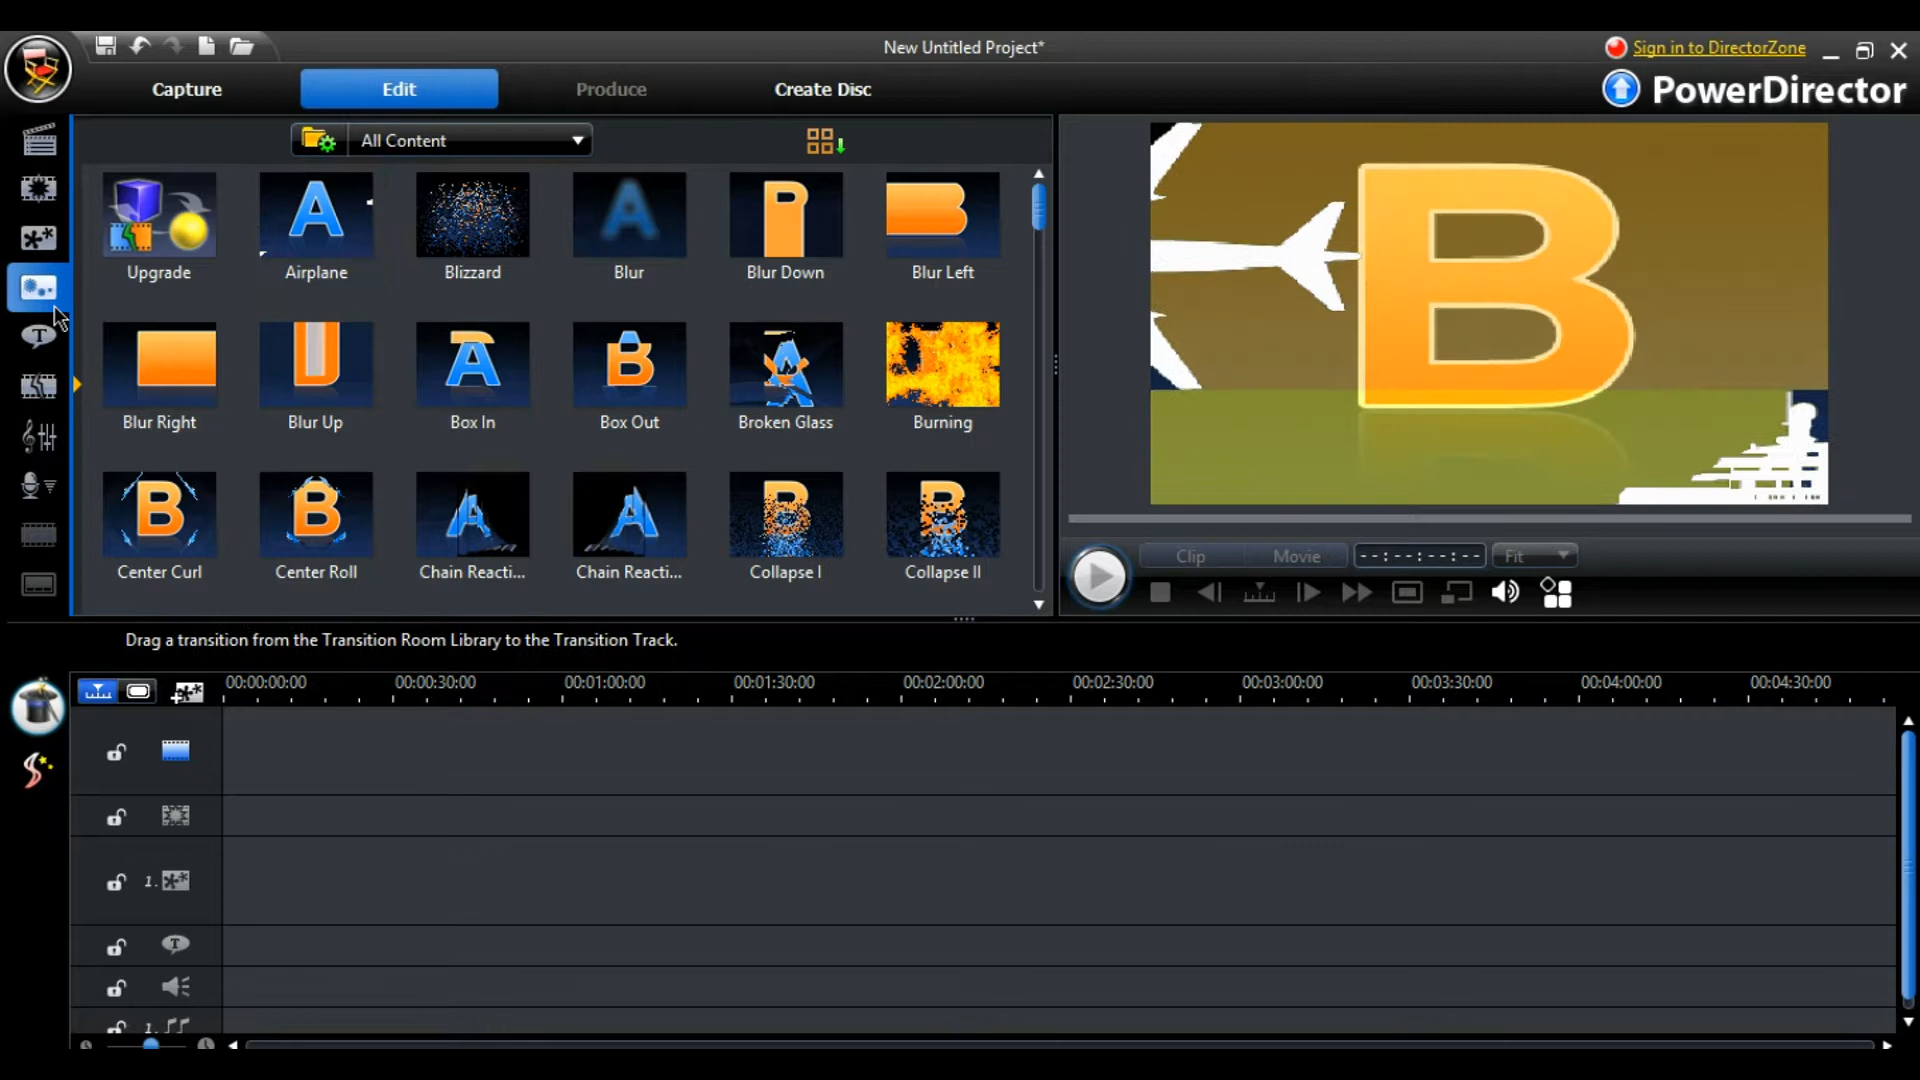 New Untitled Project*
Sign in to DirectorZone
Capture
Edit
Produce
Create Disc
PowerDirector
All Content
Upgrade
Airplane
Blizzard
Blur
Blur Down
Blur Left
Blur Right
Blur Up
Box In
Box Out
Broken Glass
Burning
Center Curl
Center Roll
Chain Reacti...
Chain Reacti...
Collapse I
Collapse II
B
Clip
Movie
--:--:--:--
Fit
Drag a transition from the Transition Room Library to the Transition Track.
00:00:00:00
00:00:30:00
00:01:00:00
00:01:30:00
00:02:00:00
00:02:30:00
00:03:00:00
00:03:30:00
00:04:00:00
00:04:30:00
1.
1.